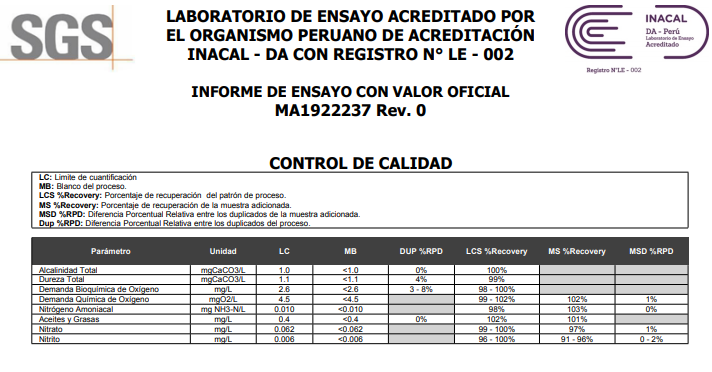 SGS
LABORATORIO DE ENSAYO ACREDITADO POR
EL ORGANISMO PERUANO DE ACREDITACIÓN
INACAL - DA CON REGISTRO N° LE - 002
INACAL
DA - Perú
Laboratorio de Ensayo
Acreditado
Registro N°LE - 002
INFORME DE ENSAYO CON VALOR OFICIAL
MA1922237 Rev. 0
CONTROL DE CALIDAD
LC: Limite de cuantificación
MB: Blanco del proceso.
LCS %Recovery: Porcentaje de recuperación del patrón de proceso.
MS %Recovery: Porcentaje de recuperación de la muestra adicionada.
MSD %RPD: Diferencia Porcentual Relativa entre los duplicados de la muestra adicionada.
Dup %RPD: Diferencia Porcentual Relativa entre los duplicados del proceso.
Parámetro Unidad LC MB DUP %RPD LCS %Recovery MS %Recovery MSD %RPD
Alcalinidad Total mgCaCO3/L 1.0 <1.0 0% 100%
Dureza Total mgCaCO3/L 1.1 <1.1 4% 99%
Demanda Bioquímica de Oxígeno mg/L 2.6 <2.6 3 - 8% 98 - 100%
Demanda Química de Oxígeno mgO2/L 4.5 <4.5 99 - 102% 102% 1%
Nitrógeno Amoniacal mg NH3-N/L 0.010 <0.010 98% 103% 0%
Aceites y Grasas mg/L 0.4 <0.4 0% 102% 101%
Nitrato mg/L 0.062 <0.062 99 - 100% 97% 1%
Nitrito mg/L 0.006 <0.006 96 - 100% 91 - 96% 0 - 2%